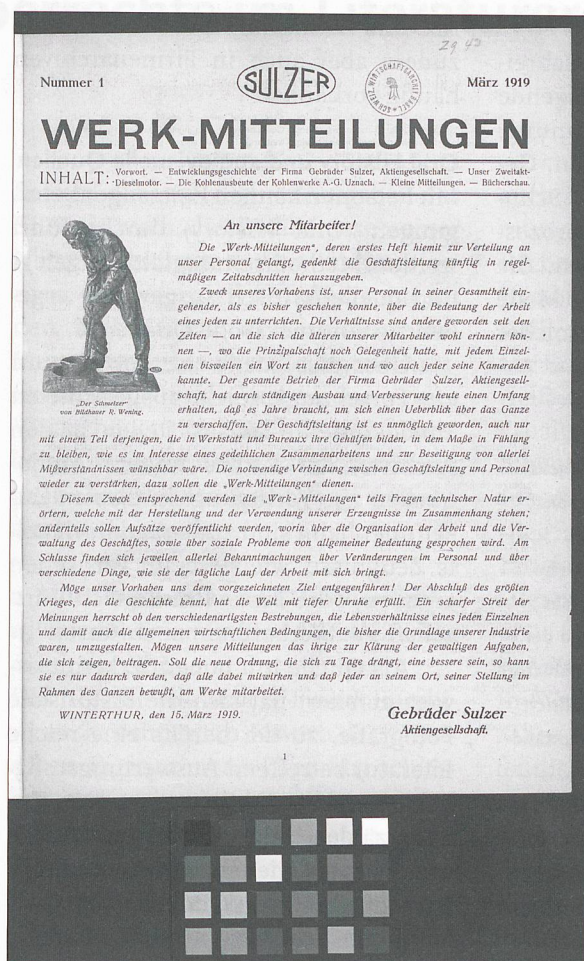 Zg 43
Nummer 1
SULZER
SCHWEIZ. WIRTSCHAFTSARCHIV BASEL
März 1919
WERK-MITTEILUNGEN
INHALT: Vorwort. — Entwicklungsgeschichte der Firma Gebrüder Sulzer, Aktiengesellschaft. — Unser Zweitakt-
Dieselmotor. — Die Kohlenausbeute der Kohlenwerke A.-G. Uznach. — Kleine Mitteilungen. — Bücherschau.
An unsere Mitarbeiter!
Die „Werk-Mitteilungen“, deren erstes Heft hiemit zur Verteilung an
unser Personal gelangt, gedenkt die Geschäftsleitung künftig in regel-
mäßigen Zeitabschnitten herauszugeben.
Zweck unseres Vorhabens ist, unser Personal in seiner Gesamtheit ein-
gehender, als es bisher geschehen konnte, über die Bedeutung der Arbeit
eines jeden zu unterrichten. Die Verhältnisse sind andere geworden seit den
Zeiten — an die sich die älteren unserer Mitarbeiter wohl erinnern kön-
nen —, wo die Prinzipalschaft noch Gelegenheit hatte, mit jedem Einzel-
nen bisweilen ein Wort zu tauschen und wo auch jeder seine Kameraden
kannte. Der gesamte Betrieb der Firma Gebrüder Sulzer, Aktiengesell-
schaft, hat durch ständigen Ausbau und Verbesserung heute einen Umfang
erhalten, daß es Jahre braucht, um sich einen Ueberblick über das Ganze
zu verschaffen. Der Geschäftsleitung ist es unmöglich geworden, auch nur
„Der Schmelzer“
von Bildhauer R. Wening.
mit einem Teil derjenigen, die in Werkstatt und Bureaux ihre Gehülfen bilden, in dem Maße in Fühlung
zu bleiben, wie es im Interesse eines gedeihlichen Zusammenarbeitens und zur Beseitigung von allerlei
Mißverständnissen wünschbar wäre. Die notwendige Verbindung zwischen Geschäftsleitung und Personal
wieder zu verstärken, dazu sollen die „Werk-Mitteilungen“ dienen.
Diesem Zweck entsprechend werden die „Werk-Mitteilungen“ teils Fragen technischer Natur er-
örtern, welche mit der Herstellung und der Verwendung unserer Erzeugnisse im Zusammenhang stehen;
andernteils sollen Aufsätze veröffentlicht werden, worin über die Organisation der Arbeit und die Ver-
waltung des Geschäftes, sowie über soziale Probleme von allgemeiner Bedeutung gesprochen wird. Am
Schlusse finden sich jeweilen allerlei Bekanntmachungen über Veränderungen im Personal und über
verschiedene Dinge, wie sie der tägliche Lauf der Arbeit mit sich bringt.
Möge unser Vorhaben uns dem vorgezeichneten Ziel entgegenführen! Der Abschluß des größten
Krieges, den die Geschichte kennt, hat die Welt mit tiefer Unruhe erfüllt. Ein scharfer Streit der
Meinungen herrscht ob den verschiedenartigsten Bestrebungen, die Lebensverhältnisse eines jeden Einzelnen
und damit auch die allgemeinen wirtschaftlichen Bedingungen, die bisher die Grundlage unserer Industrie
waren, umzugestalten. Mögen unsere Mitteilungen das ihrige zur Klärung der gewaltigen Aufgaben,
die sich zeigen, beitragen. Soll die neue Ordnung, die sich zu Tage drängt, eine bessere sein, so kann
sie es nur dadurch werden, daß alle dabei mitwirken und daß jeder an seinem Ort, seiner Stellung im
Rahmen des Ganzen bewußt, am Werke mitarbeitet.
WINTERTHUR, den 15. März 1919.
Gebrüder Sulzer
Aktiengesellschaft.
1